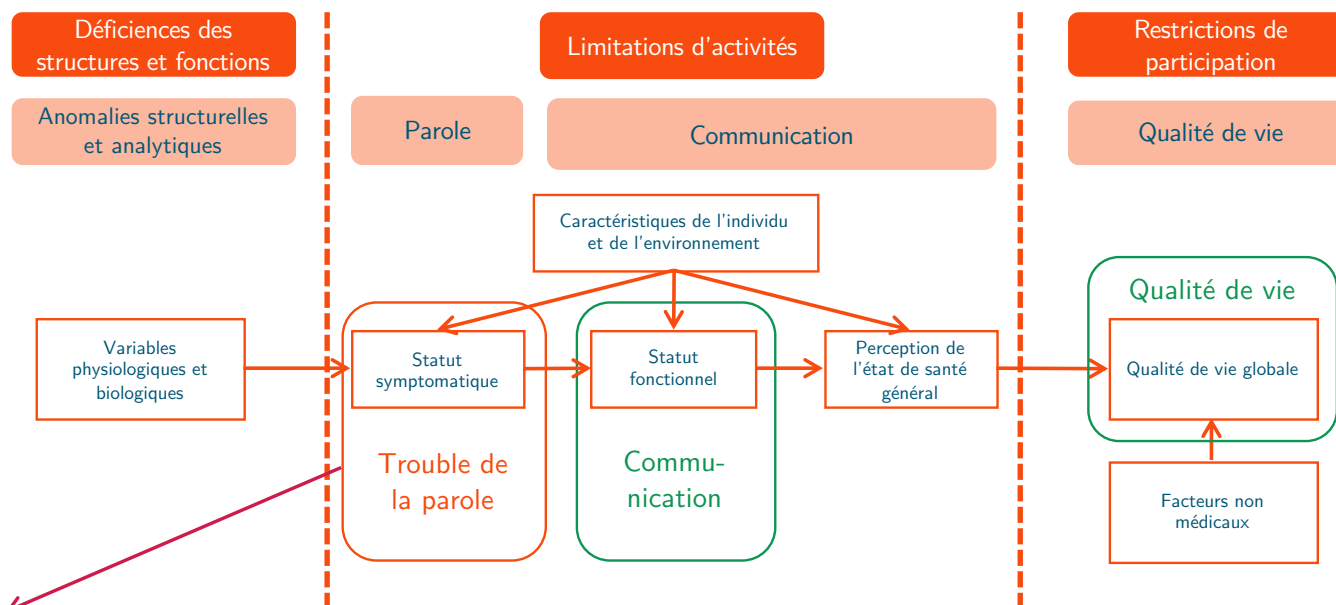 Déficiences des
structures et fonctions
Limitations d'activités
Restrictions de
participation
Anomalies structurelles
et analytiques
Parole
Communication
Qualité de vie
Caractéristiques de l'individu
et de l'environnement
Qualité de vie
Variables
physiologiques et
biologiques
Statut
symptomatique
Statut
fonctionnel
Perception de
l'état de santé
général
Qualité de vie globale
Trouble de
la parole
Commu-
nication
Facteurs non
médicaux